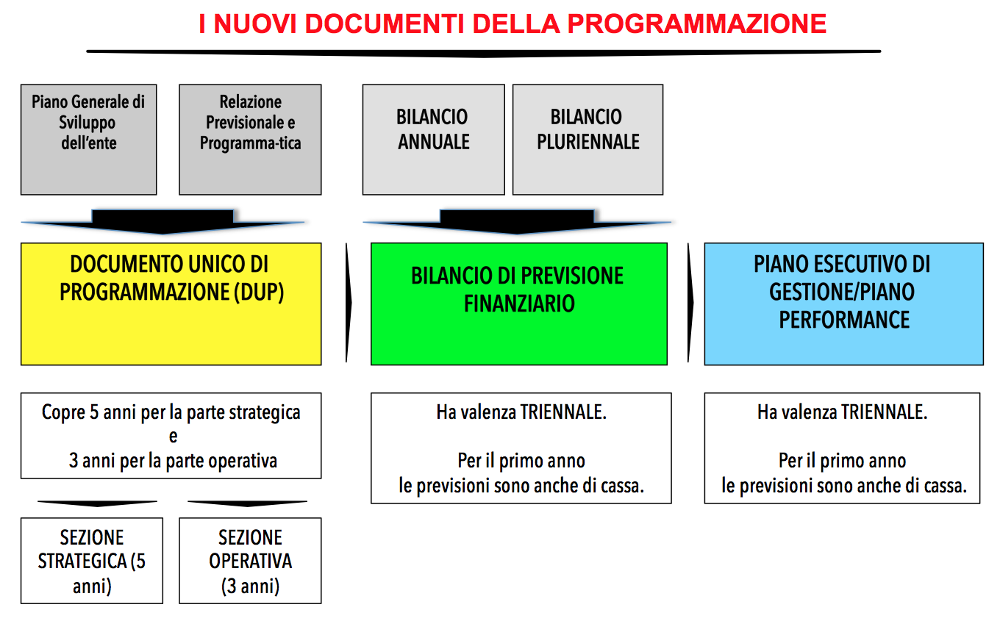 I NUOVI DOCUMENTI DELLA PROGRAMMAZIONE
Piano Generale di
Sviluppo
dell’ente
Relazione
Previsionale e
Programma-tica
BILANCIO
ANNUALE
BILANCIO
PLURIENNALE
DOCUMENTO UNICO DI
PROGRAMMAZIONE (DUP)
BILANCIO DI PREVISIONE
FINANZIARIO
PIANO ESECUTIVO DI
GESTIONE/PIANO
PERFORMANCE
Copre 5 anni per la parte strategica
e
3 anni per la parte operativa
Ha valenza TRIENNALE.
Per il primo anno
le previsioni sono anche di cassa.
Ha valenza TRIENNALE.
Per il primo anno
le previsioni sono anche di cassa.
SEZIONE
STRATEGICA (5
anni)
SEZIONE
OPERATIVA
(3 anni)